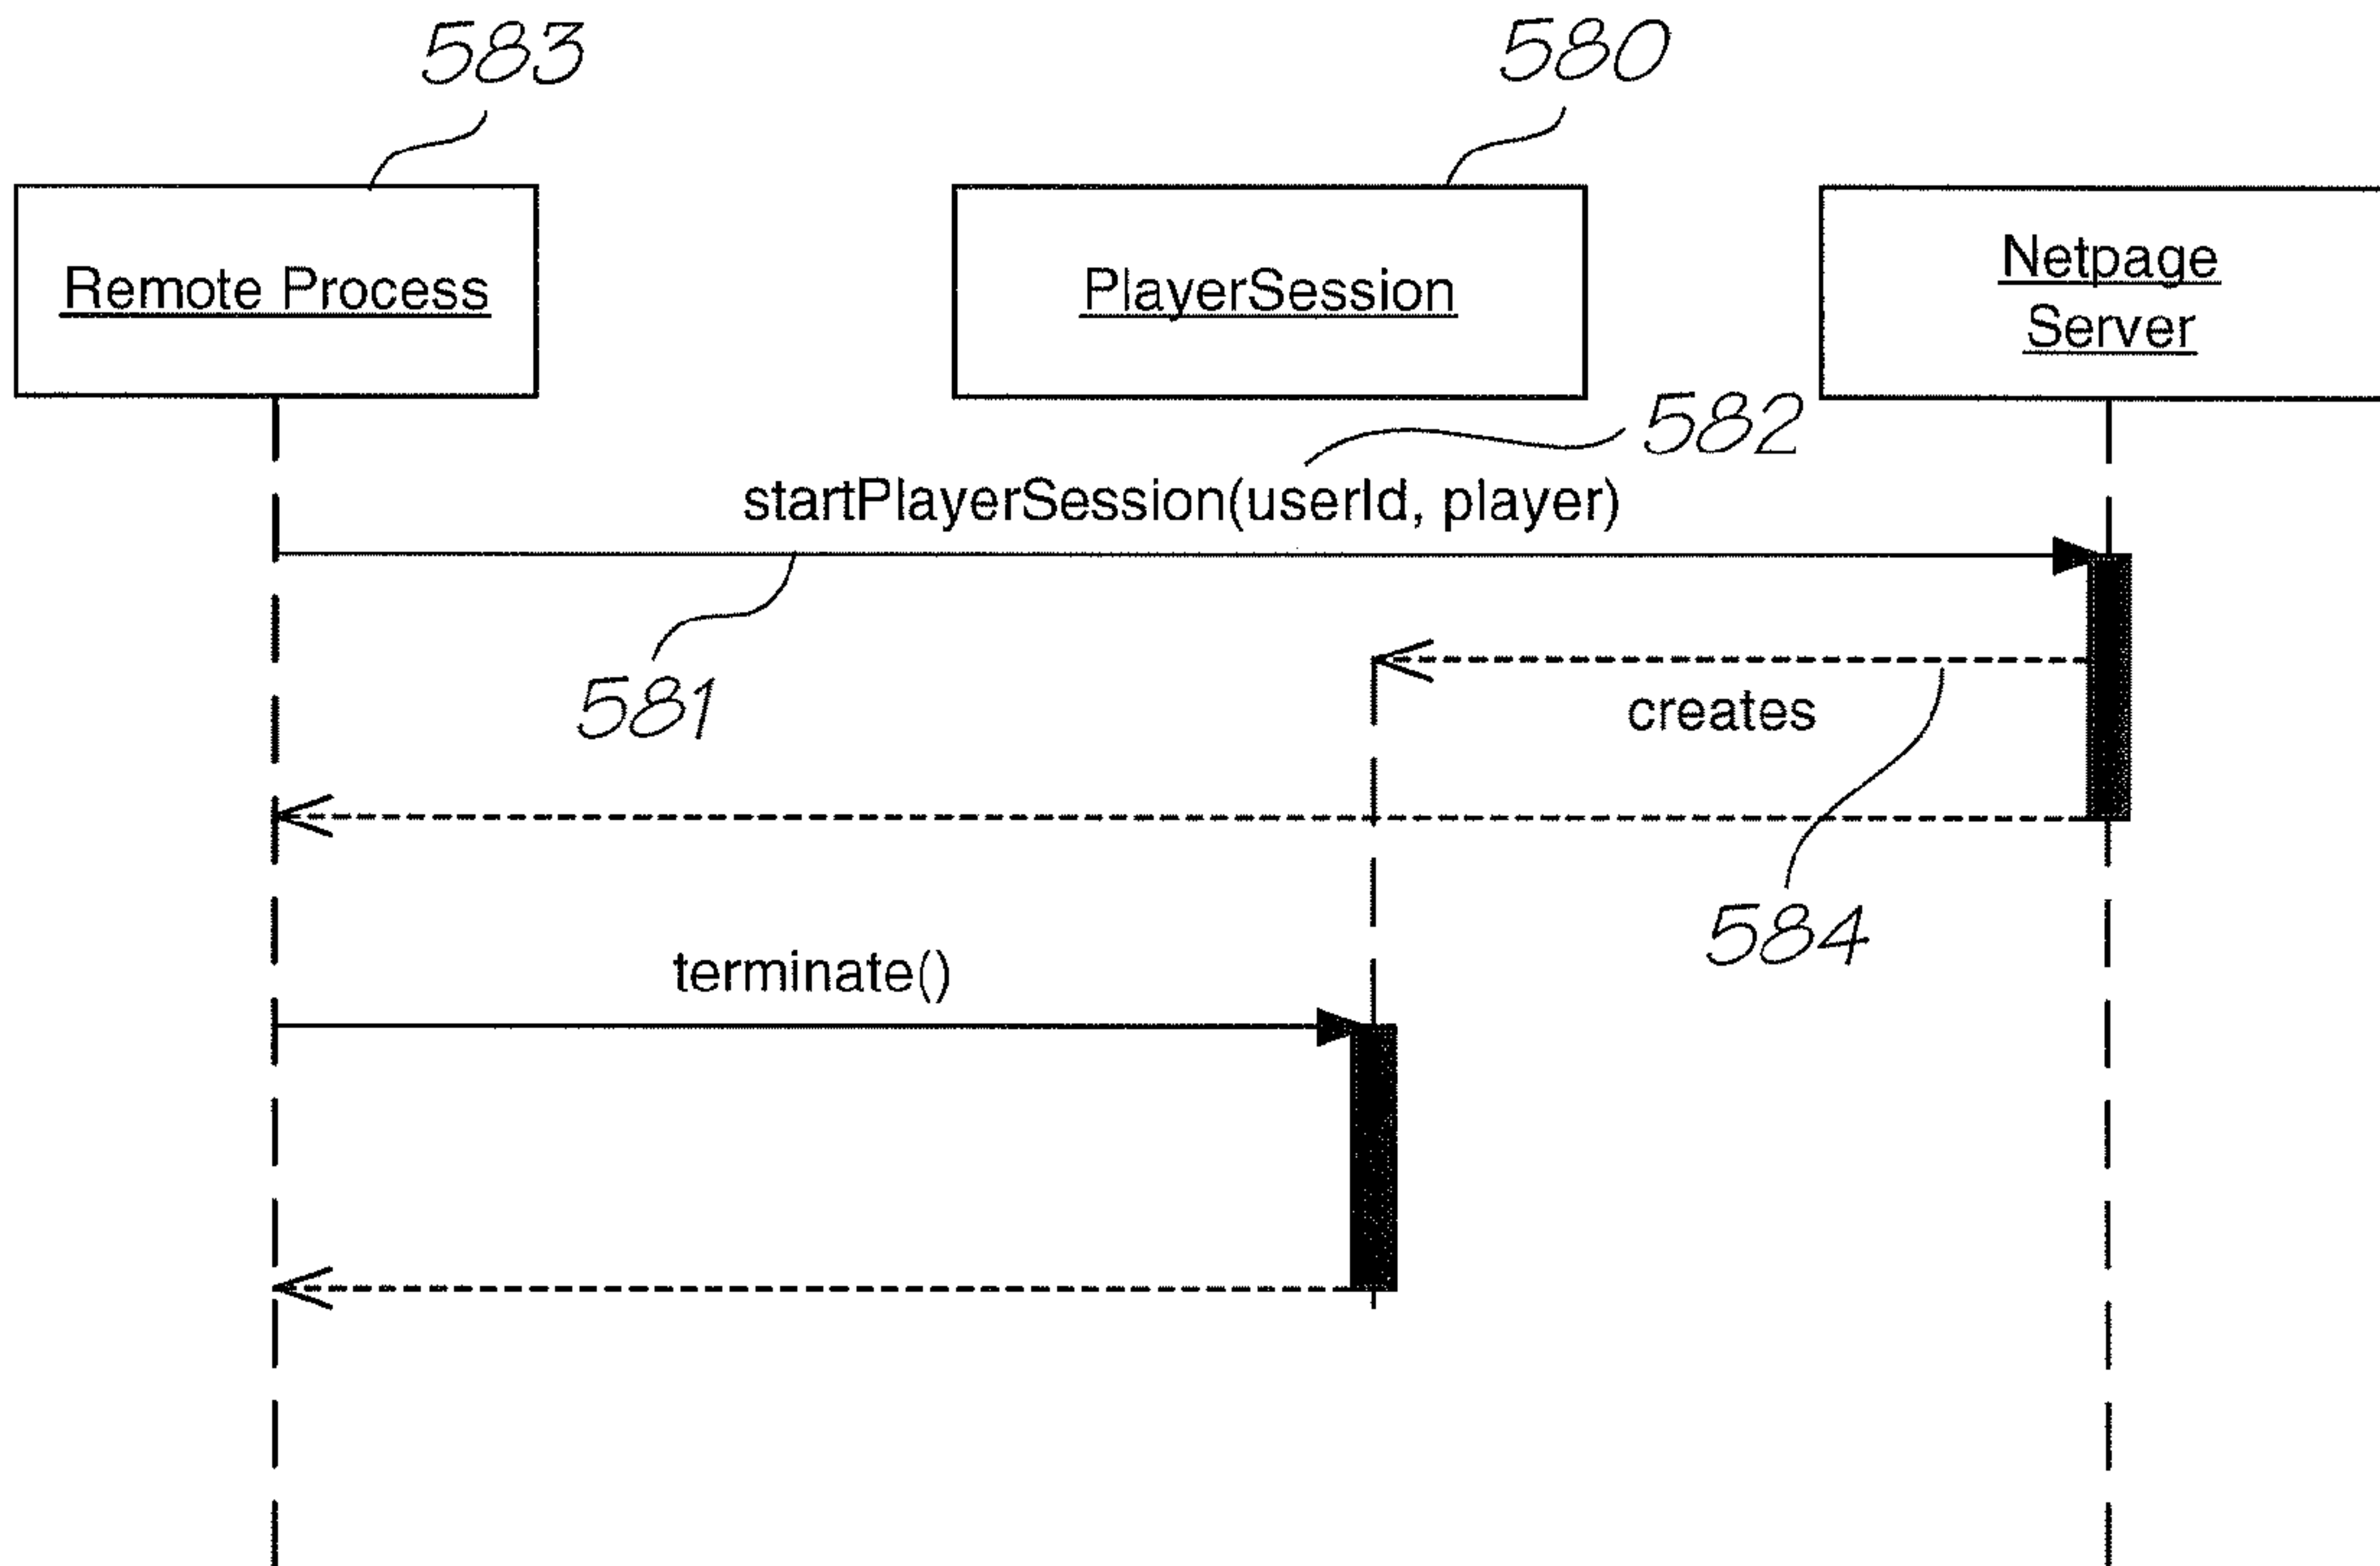 583
580
Remote Process
PlayerSession
Netpage
Server
582
startPlayerSession(userId, player)
581
creates
584
terminate()